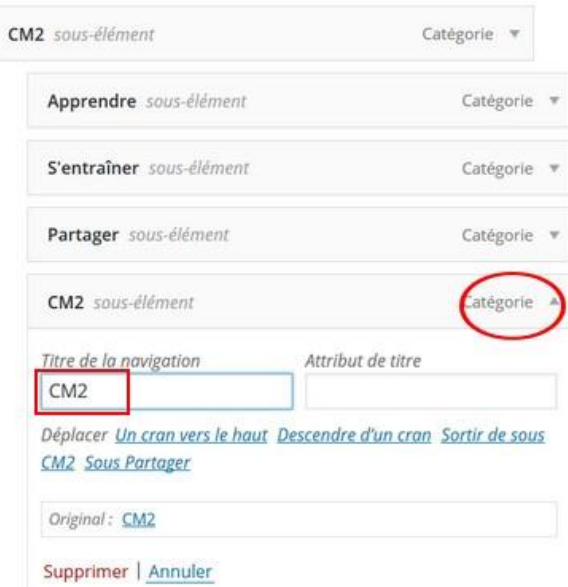 CM2 sous-élément Catégorie
Apprendre sous-élément Catégorie
S'entraîner sous-élément Catégorie
Partager sous-élément Catégorie
CM2 sous-élément Catégorie
Titre de la navigation Attribut de titre
CM2
Déplacer Un cran vers le haut Descendre d'un cran Sortir de sous
CM2 Sous Partager
Original : CM2
Supprimer | Annuler